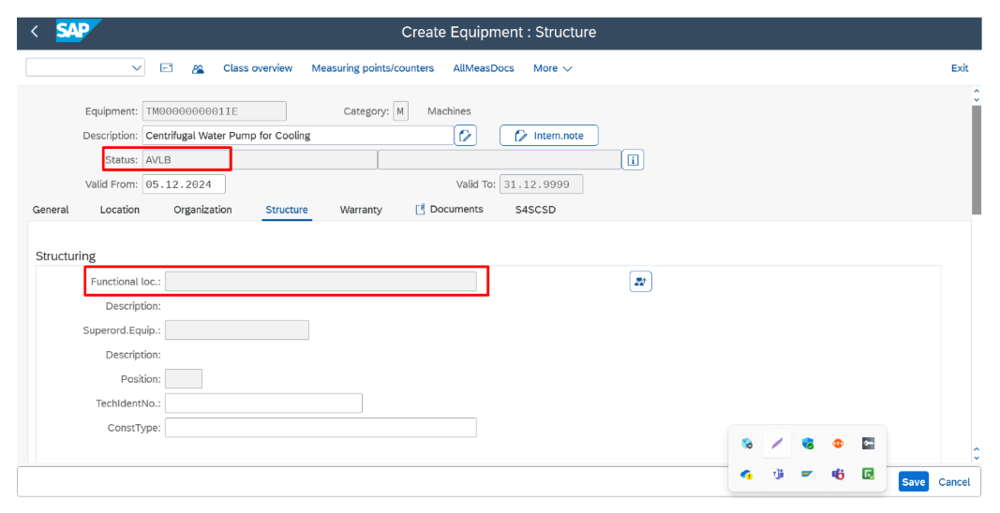 SAP Create Equipment : Structure
Class overview Measuring points/counters AllMeasDocs More Exit
Equipment: TM0000000001IE Category: M Machines
Description: Centrifugal Water Pump for Cooling Intern.note
Status: AVLB
Valid From: 05.12.2024 Valid To: 31.12.9999
General Location Organization Structure Warranty Documents S4SCSD
Structuring
Functional loc.:
Description:
Superord.Equip.:
Description:
Position:
TechIdentNo.:
ConstType:
Save Cancel